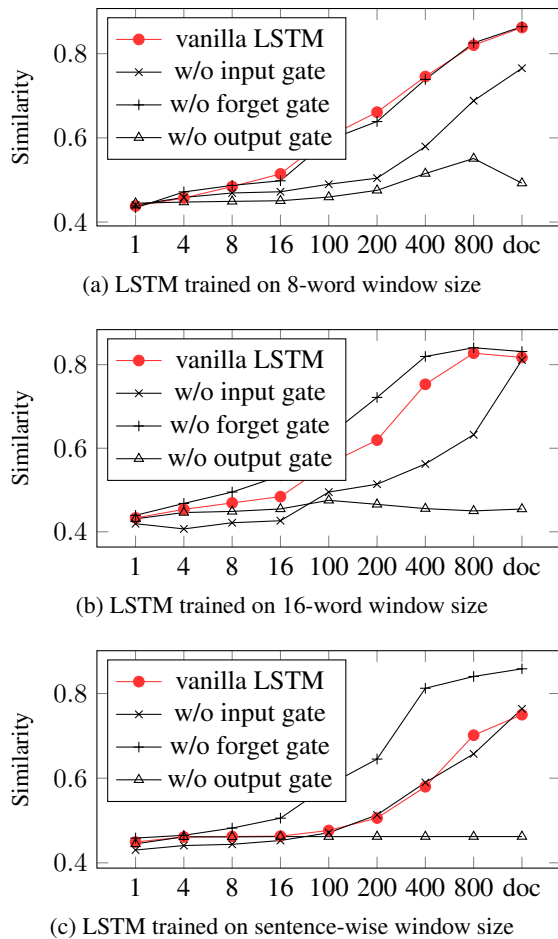 0.8
0.6
0.4
Similarity
vanilla LSTM
w/o input gate
w/o forget gate
w/o output gate
1 4 8 16 100 200 400 800 doc
(a) LSTM trained on 8-word window size
0.8
0.6
0.4
Similarity
vanilla LSTM
w/o input gate
w/o forget gate
w/o output gate
1 4 8 16 100 200 400 800 doc
(b) LSTM trained on 16-word window size
0.8
0.6
0.4
Similarity
vanilla LSTM
w/o input gate
w/o forget gate
w/o output gate
1 4 8 16 100 200 400 800 doc
(c) LSTM trained on sentence-wise window size